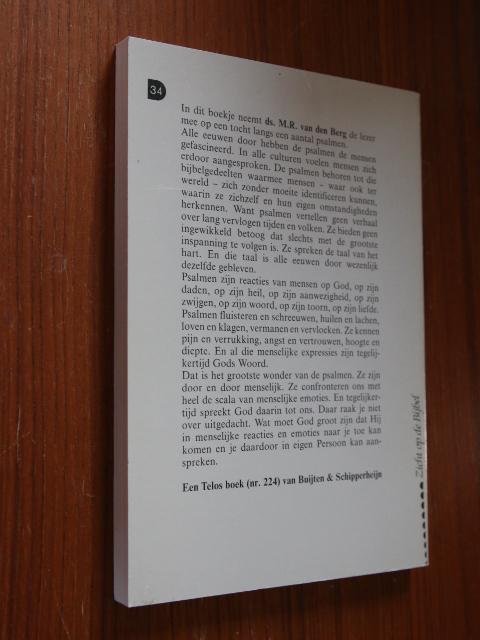 34
In dit boekje neemt ds. M.R. van den Berg de lezer
mee op een tocht langs een aantal psalmen.
Alle eeuwen door hebben de psalmen de mensen
gefascineerd. In alle culturen voelen mensen zich
erdoor aangesproken. De psalmen behoren tot die
bijbelgedeelten waarmee mensen – waar ook ter
wereld – zich zonder moeite identificeren kunnen,
waarin ze zichzelf en hun eigen omstandigheden
herkennen. Want psalmen vertellen geen verhaal
over lang vervlogen tijden en volken. Ze bieden geen
ingewikkeld betoog dat slechts met de grootste
inspanning te volgen is. Ze spreken de taal van het
hart. En die taal is alle eeuwen door wezenlijk
dezelfde gebleven.
Psalmen zijn reacties van mensen op God, op zijn
daden, op zijn heil, op zijn aanwezigheid, op zijn
zwijgen, op zijn woord, op zijn toorn, op zijn liefde.
Psalmen fluisteren en schreeuwen, huilen en lachen,
loven en klagen, vermanen en vervloeken. Ze kennen
pijn en verrukking, angst en vertrouwen, hoogte en
diepte. En al die menselijke expressies zijn tegelij-
kertijd Gods Woord.
Dat is het grootste wonder van de psalmen. Ze zijn
door en door menselijk. Ze confronteren ons met
heel de scala van menselijke emoties. En tegelijker-
tijd spreekt God daarin tot ons. Daar raak je niet
over uitgedacht. Wat moet God groot zijn dat Hij
in menselijke reacties en emoties naar je toe kan
komen en je daardoor in eigen Persoon kan aan-
spreken.
Een Telos boek (nr. 224) van Buijten & Schipperheijn
Zicht op de Bijbel